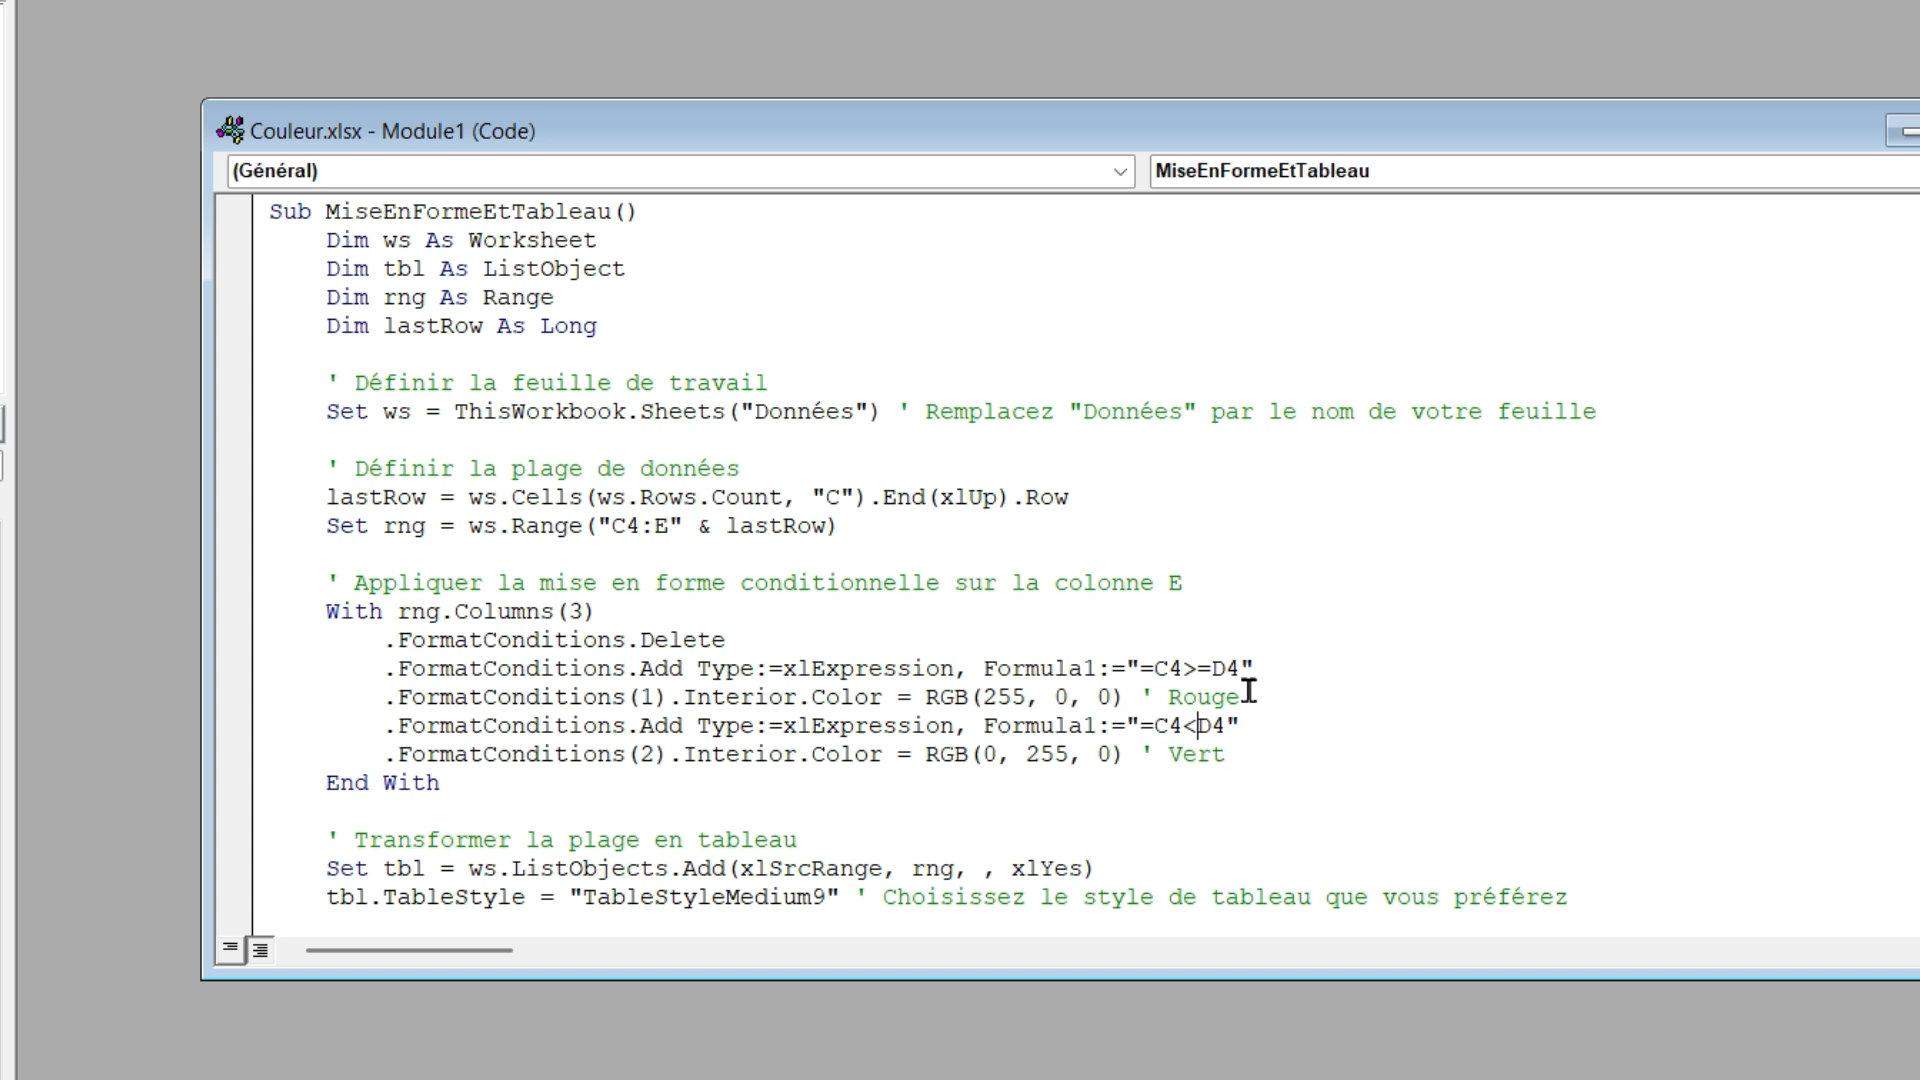 Couleur.xlsx - Module1 (Code)
(Général)
MiseEnFormeEtTableau
Sub MiseEnFormeEtTableau()
    Dim ws As Worksheet
    Dim tbl As ListObject
    Dim rng As Range
    Dim lastRow As Long
    ' Définir la feuille de travail
    Set ws = ThisWorkbook.Sheets("Données") ' Remplacez "Données" par le nom de votre feuille
    ' Définir la plage de données
    lastRow = ws.Cells(ws.Rows.Count, "C").End(xlUp).Row
    Set rng = ws.Range("C4:E" & lastRow)
    ' Appliquer la mise en forme conditionnelle sur la colonne E
    With rng.Columns(3)
        .FormatConditions.Delete
        .FormatConditions.Add Type:=xlExpression, Formula1:="=C4>=D4"
        .FormatConditions(1).Interior.Color = RGB(255, 0, 0) ' Rouge
        .FormatConditions.Add Type:=xlExpression, Formula1:="=C4<D4"
        .FormatConditions(2).Interior.Color = RGB(0, 255, 0) ' Vert
    End With
    ' Transformer la plage en tableau
    Set tbl = ws.ListObjects.Add(xlSrcRange, rng, , xlYes)
    tbl.TableStyle = "TableStyleMedium9" ' Choisissez le style de tableau que vous préférez